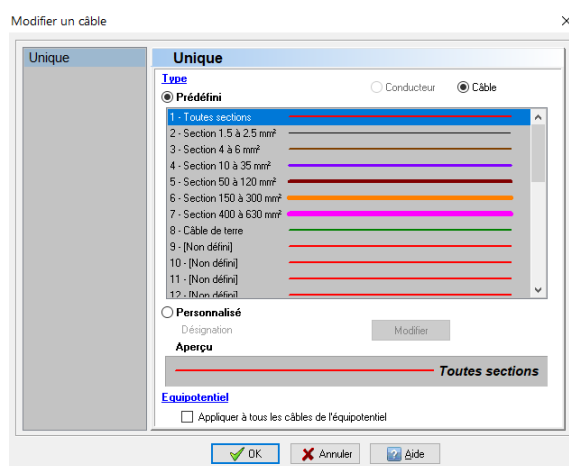 Modifier un câble
Unique
Unique
Type
Conducteur
Câble
Prédéfini
1 - Toutes sections
2 - Section 1.5 à 2.5 mm²
3 - Section 4 à 6 mm²
4 - Section 10 à 35 mm²
5 - Section 50 à 120 mm²
6 - Section 150 à 300 mm²
7 - Section 400 à 630 mm²
8 - Câble de terre
9 - [Non défini]
10 - [Non défini]
11 - [Non défini]
12 - [Non défini]
Personnalisé
Désignation
Modifier
Aperçu
Toutes sections
Equipotentiel
Appliquer à tous les câbles de l'équipotentiel
OK
Annuler
Aide